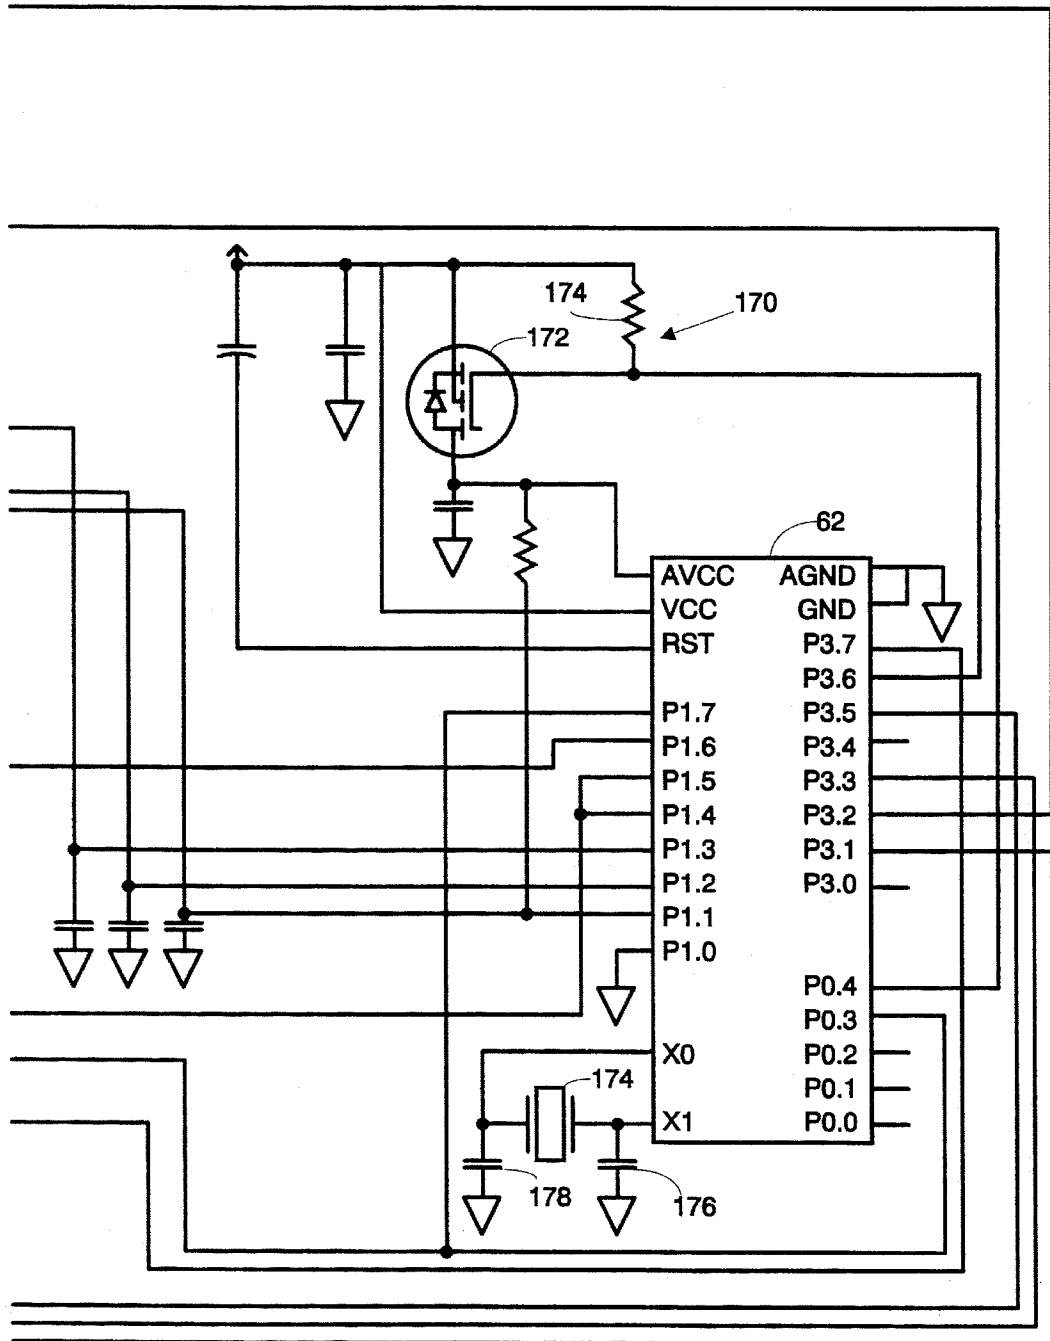 174
170
172
62
AVCC AGND
VCC GND
RST P3.7
P3.6
P1.7 P3.5
P1.6 P3.4
P1.5 P3.3
P1.4 P3.2
P1.3 P3.1
P1.2 P3.0
P1.1
P1.0
P0.4
P0.3
X0 P0.2
174
P0.1
X1 P0.0
178
176